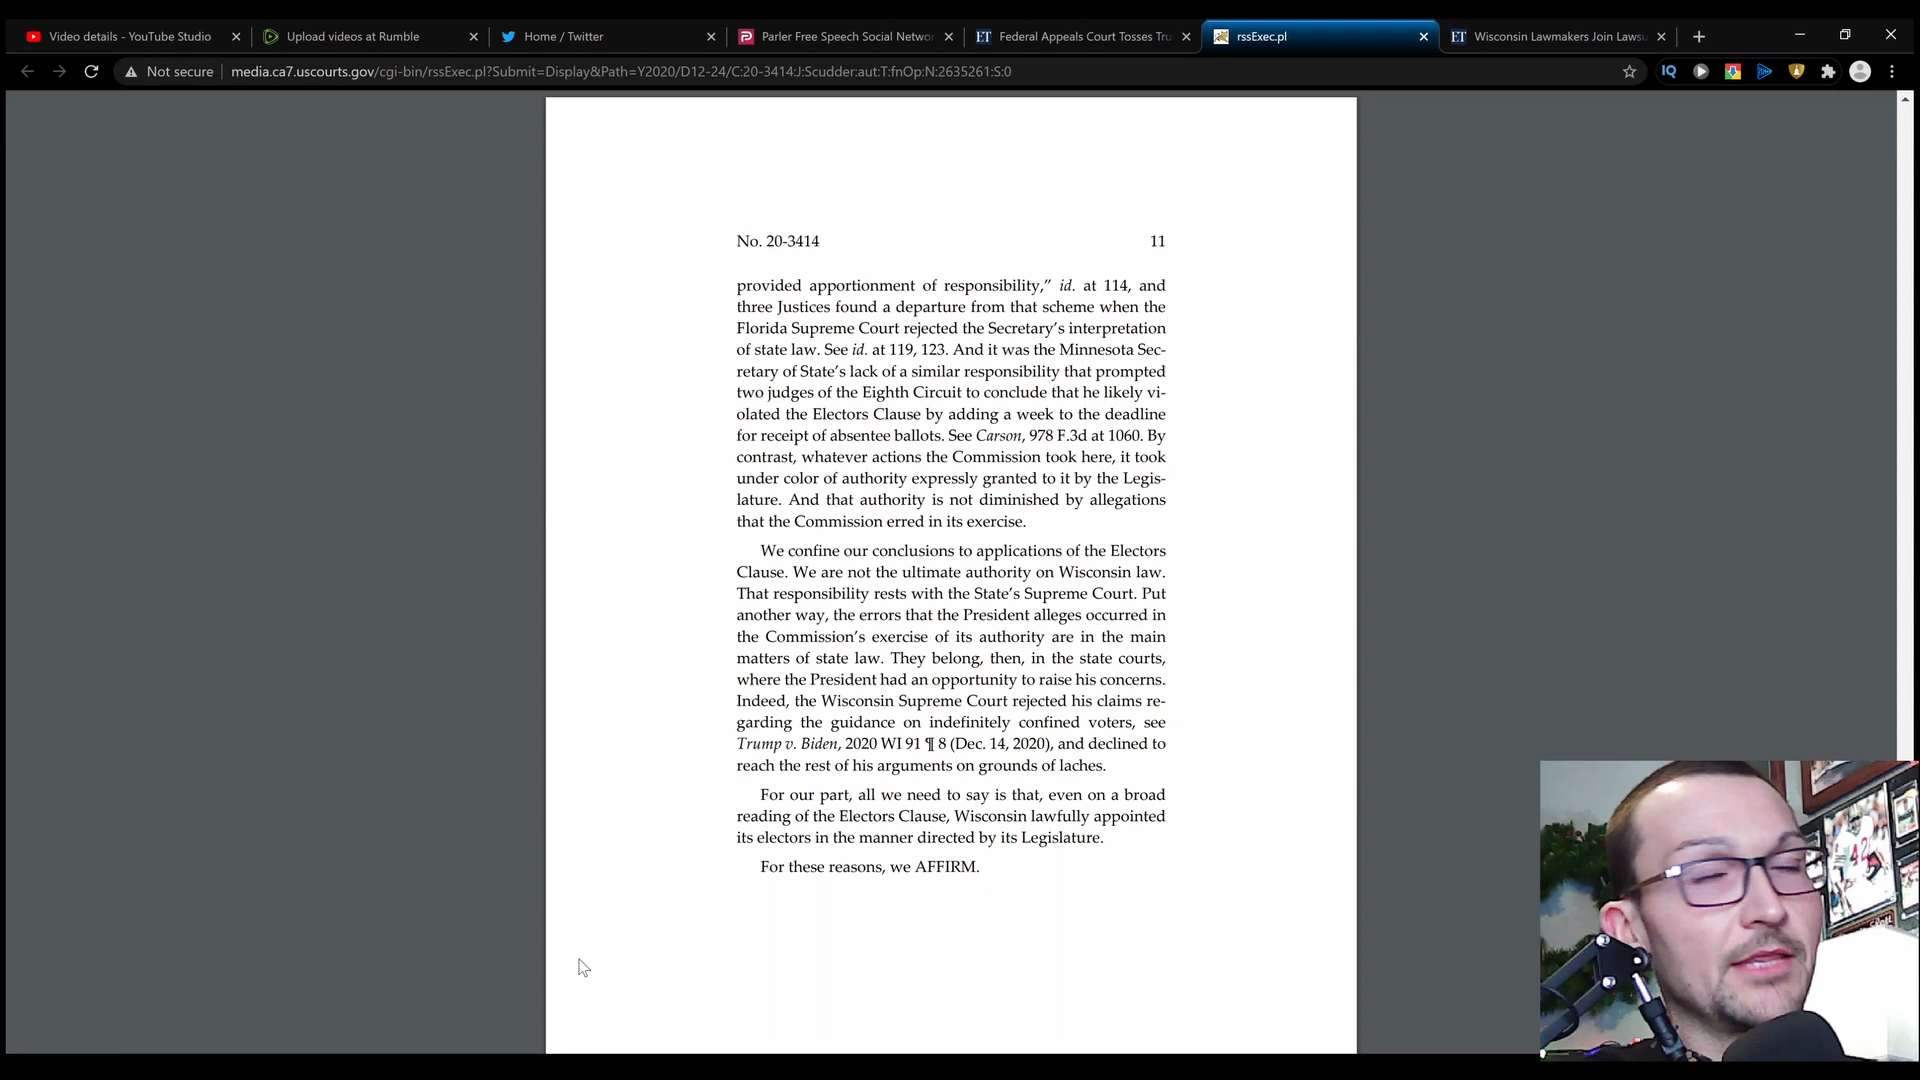 Video details - YouTube Studio
Upload videos at Rumble
Home / Twitter
Parler Free Speech Social Networ
Federal Appeals Court Tosses Tru
rssExec.pl
Wisconsin Lawmakers Join Lawsu
Not secure
media.ca7.uscourts.gov/cgi-bin/rssExec.pl?Submit=Display&Path=Y2020/D12-24/C:20-3414:J:Scudder:aut:T:fnOp:N:2635261:S:0
No. 20-3414 11
provided apportionment of responsibility,” id. at 114, and
three Justices found a departure from that scheme when the
Florida Supreme Court rejected the Secretary’s interpretation
of state law. See id. at 119, 123. And it was the Minnesota Sec-
retary of State’s lack of a similar responsibility that prompted
two judges of the Eighth Circuit to conclude that he likely vi-
olated the Electors Clause by adding a week to the deadline
for receipt of absentee ballots. See Carson, 978 F.3d at 1060. By
contrast, whatever actions the Commission took here, it took
under color of authority expressly granted to it by the Legis-
lature. And that authority is not diminished by allegations
that the Commission erred in its exercise.
We confine our conclusions to applications of the Electors
Clause. We are not the ultimate authority on Wisconsin law.
That responsibility rests with the State’s Supreme Court. Put
another way, the errors that the President alleges occurred in
the Commission’s exercise of its authority are in the main
matters of state law. They belong, then, in the state courts,
where the President had an opportunity to raise his concerns.
Indeed, the Wisconsin Supreme Court rejected his claims re-
garding the guidance on indefinitely confined voters, see
Trump v. Biden, 2020 WI 91 ¶ 8 (Dec. 14, 2020), and declined to
reach the rest of his arguments on grounds of laches.
For our part, all we need to say is that, even on a broad
reading of the Electors Clause, Wisconsin lawfully appointed
its electors in the manner directed by its Legislature.
For these reasons, we AFFIRM.